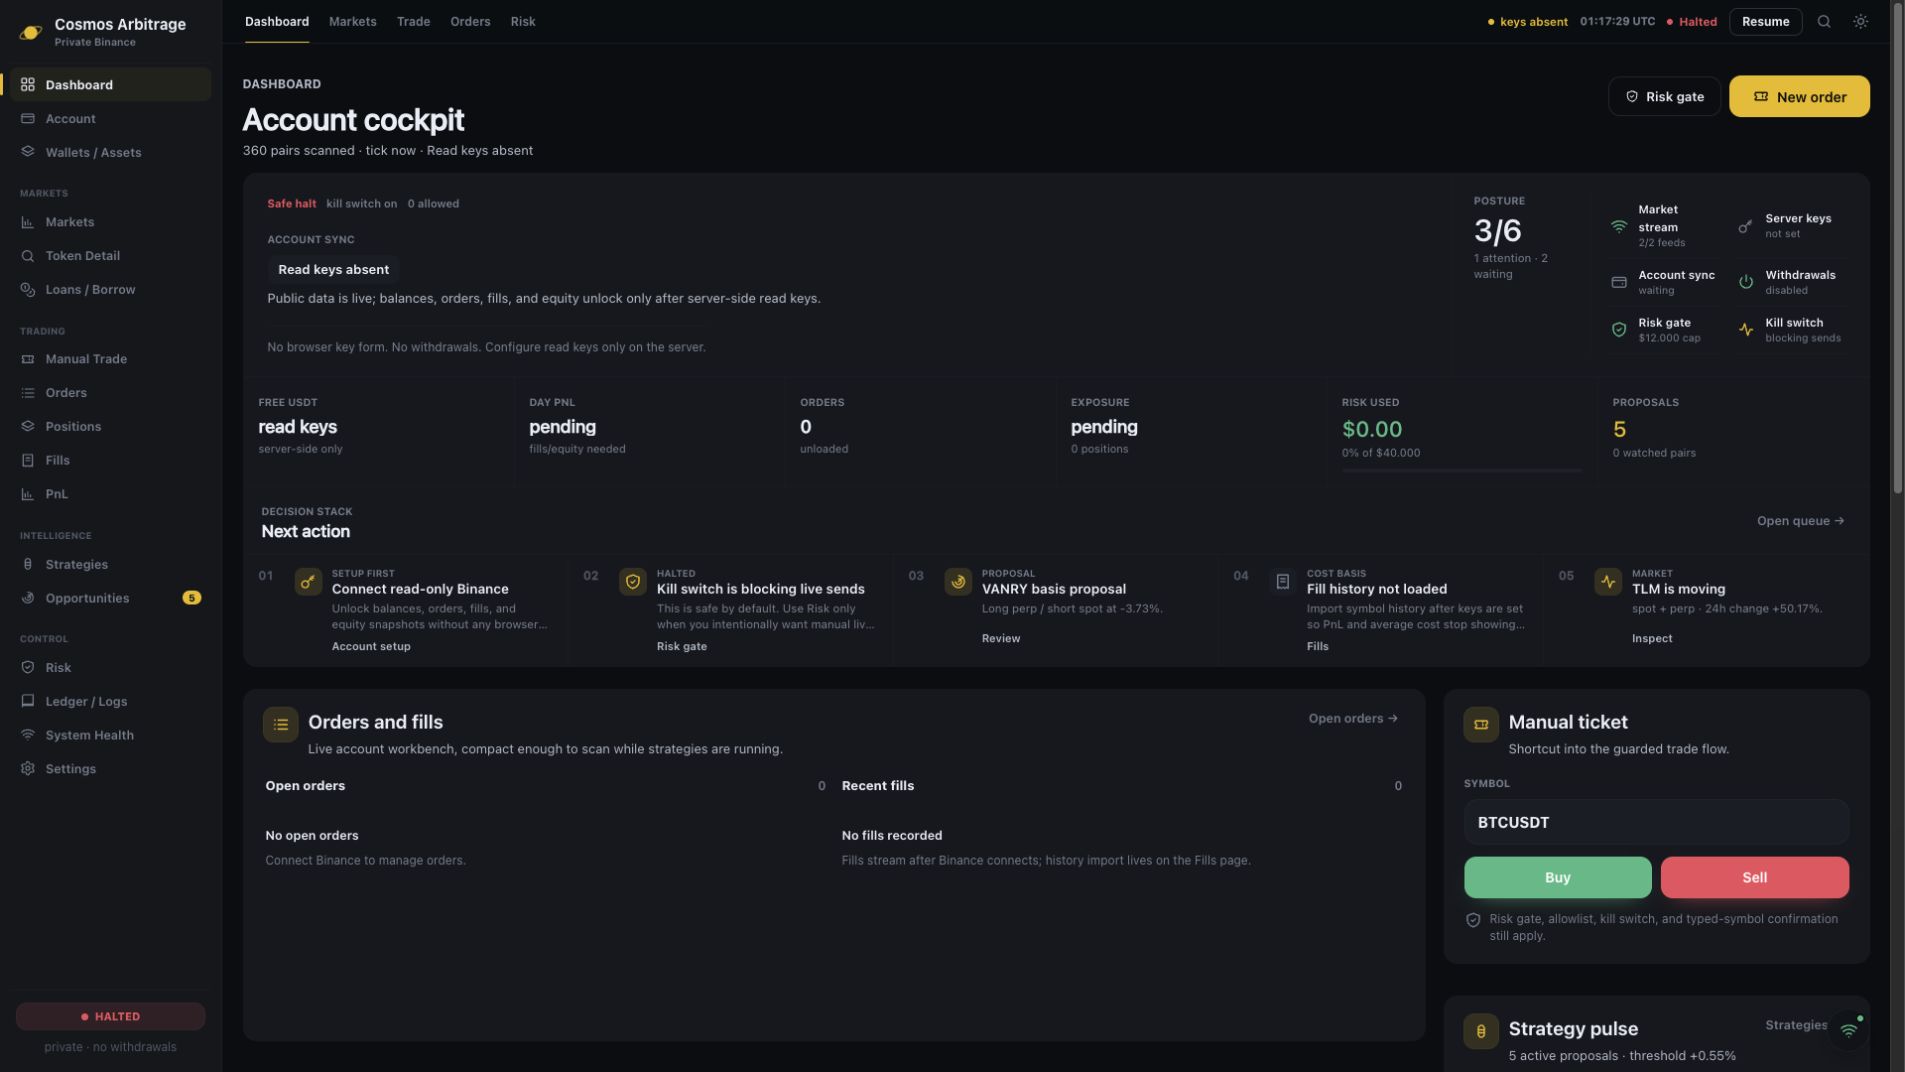 Cosmos Arbitrage
Private Binance
Dashboard
Account
Wallets / Assets
MARKETS
Markets
Token Detail
Loans / Borrow
TRADING
Manual Trade
Orders
Positions
Fills
PnL
INTELLIGENCE
Strategies
Opportunities 5
CONTROL
Risk
Ledger / Logs
System Health
Settings
HALTED
private · no withdrawals
Dashboard Markets Trade Orders Risk
keys absent 01:17:29 UTC Halted Resume
DASHBOARD
Account cockpit
360 pairs scanned · tick now · Read keys absent
Risk gate
New order
Safe halt kill switch on 0 allowed
ACCOUNT SYNC
Read keys absent
Public data is live; balances, orders, fills, and equity unlock only after server-side read keys.
No browser key form. No withdrawals. Configure read keys only on the server.
POSTURE
3/6
1 attention · 2
waiting
Market
stream
2/2 feeds
Server keys
not set
Account sync
waiting
Withdrawals
disabled
Risk gate
$12.000 cap
Kill switch
blocking sends
FREE USDT
read keys
server-side only
DAY PNL
pending
fills/equity needed
ORDERS
0
unloaded
EXPOSURE
pending
0 positions
RISK USED
$0.00
0% of $40.000
PROPOSALS
5
0 watched pairs
DECISION STACK
Next action
Open queue →
01
SETUP FIRST
Connect read-only Binance
Unlock balances, orders, fills, and
equity snapshots without any browser...
Account setup
02
HALTED
Kill switch is blocking live sends
This is safe by default. Use Risk only
when you intentionally want manual liv...
Risk gate
03
PROPOSAL
VANRY basis proposal
Long perp / short spot at -3.73%.
Review
04
COST BASIS
Fill history not loaded
Import symbol history after keys are set
so PnL and average cost stop showing...
Fills
05
MARKET
TLM is moving
spot + perp · 24h change +50.17%.
Inspect
Orders and fills
Live account workbench, compact enough to scan while strategies are running.
Open orders →
Open orders 0
No open orders
Connect Binance to manage orders.
Recent fills 0
No fills recorded
Fills stream after Binance connects; history import lives on the Fills page.
Manual ticket
Shortcut into the guarded trade flow.
SYMBOL
BTCUSDT
Buy
Sell
Risk gate, allowlist, kill switch, and typed-symbol confirmation
still apply.
Strategy pulse
Strategies
5 active proposals · threshold +0.55%